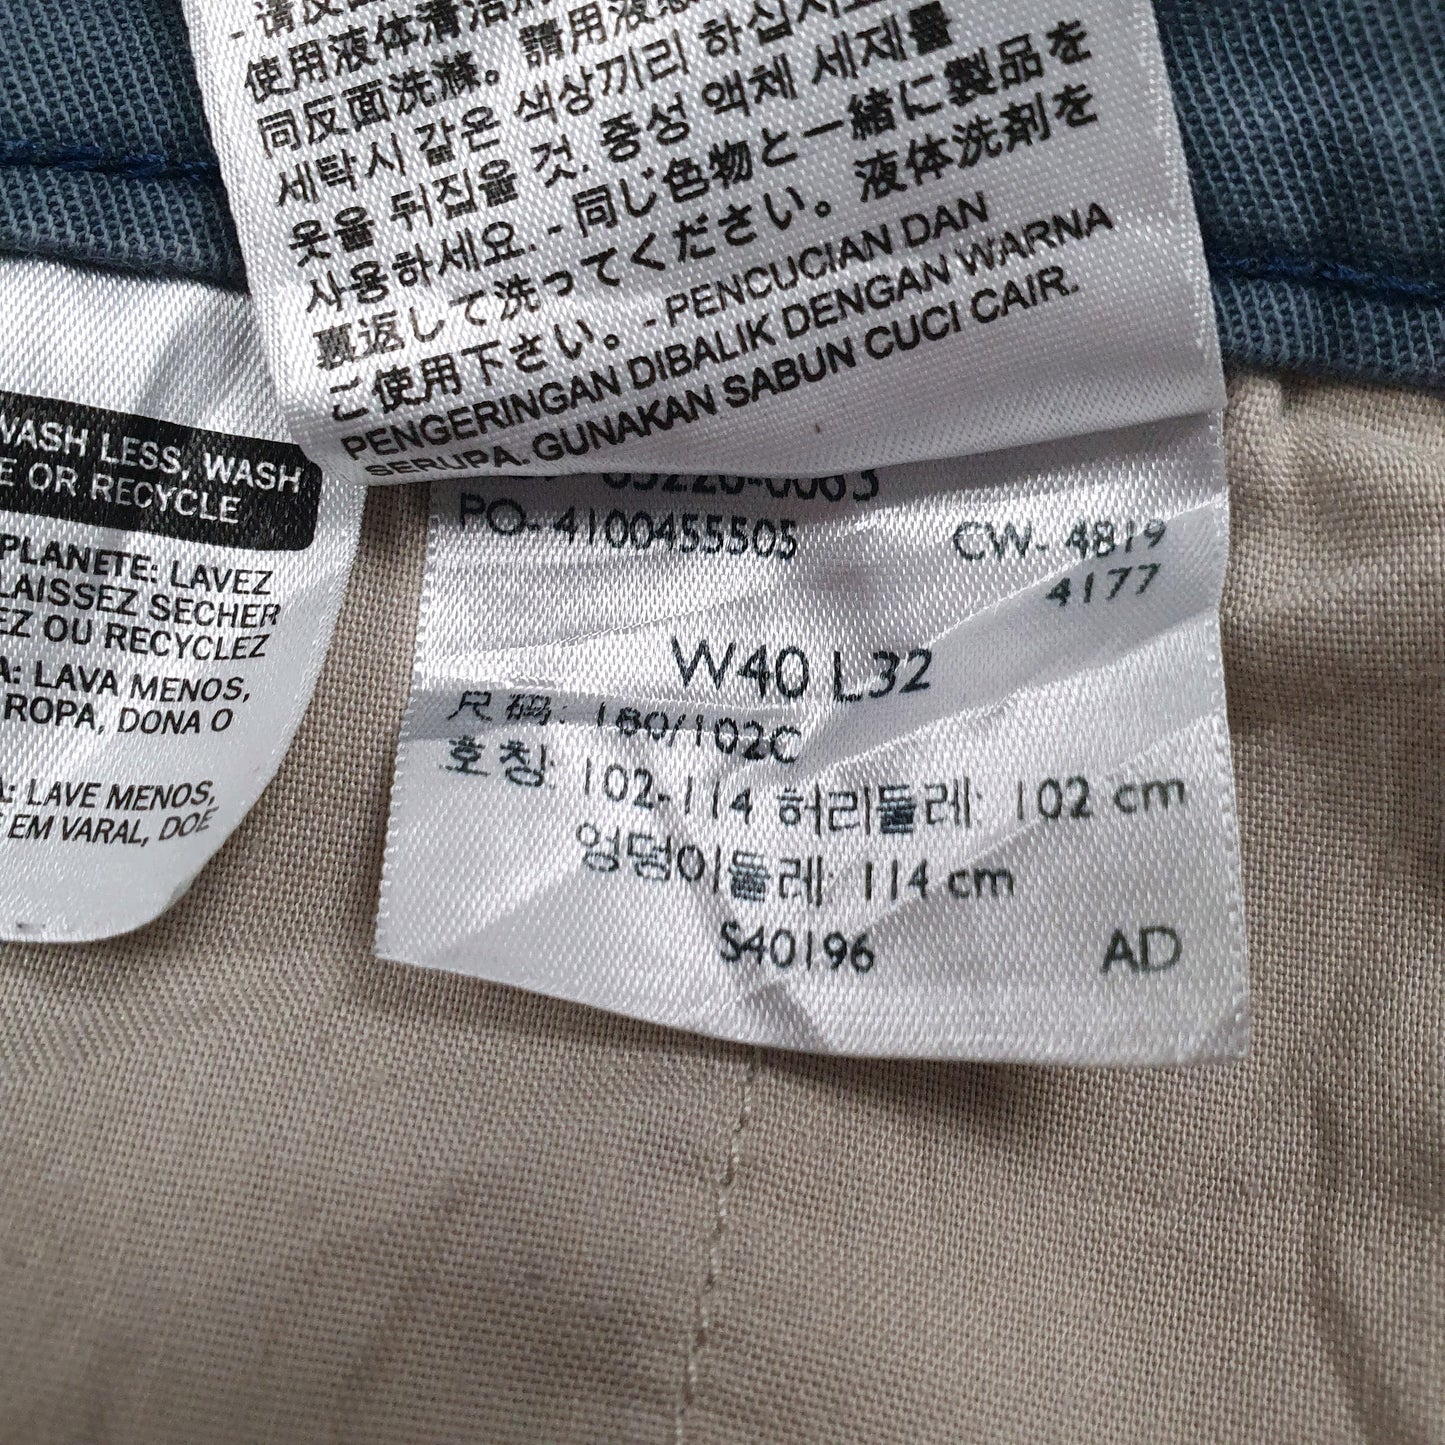 使用液体清洁
同反面洗滌。請用液
세탁시 같은 색상끼리 하십시오
옷을 뒤집을 것. 중성 액체 세제를
사용하세요. - 同じ色物と一緒に製品を
裏返して洗ってください。液体洗剤を
ご使用下さい。- PENCUCIAN DAN
PENGERINGAN DIBALIK DENGAN WARNA
SERUPA. GUNAKAN SABUN CUCI CAIR.
WASH LESS, WASH
E OR RECYCLE
PLANETE: LAVEZ
LAISSEZ SECHER
EZ OU RECYCLEZ
A: LAVA MENOS,
ROPA, DONA O
A: LAVE MENOS,
E EM VARAL, DOE
PO- 4100455505 CW- 4819
4177
W40 L32
尺码: 180/102C
호칭: 102-114 허리둘레: 102 cm
엉덩이둘레: 114 cm
S40196 AD